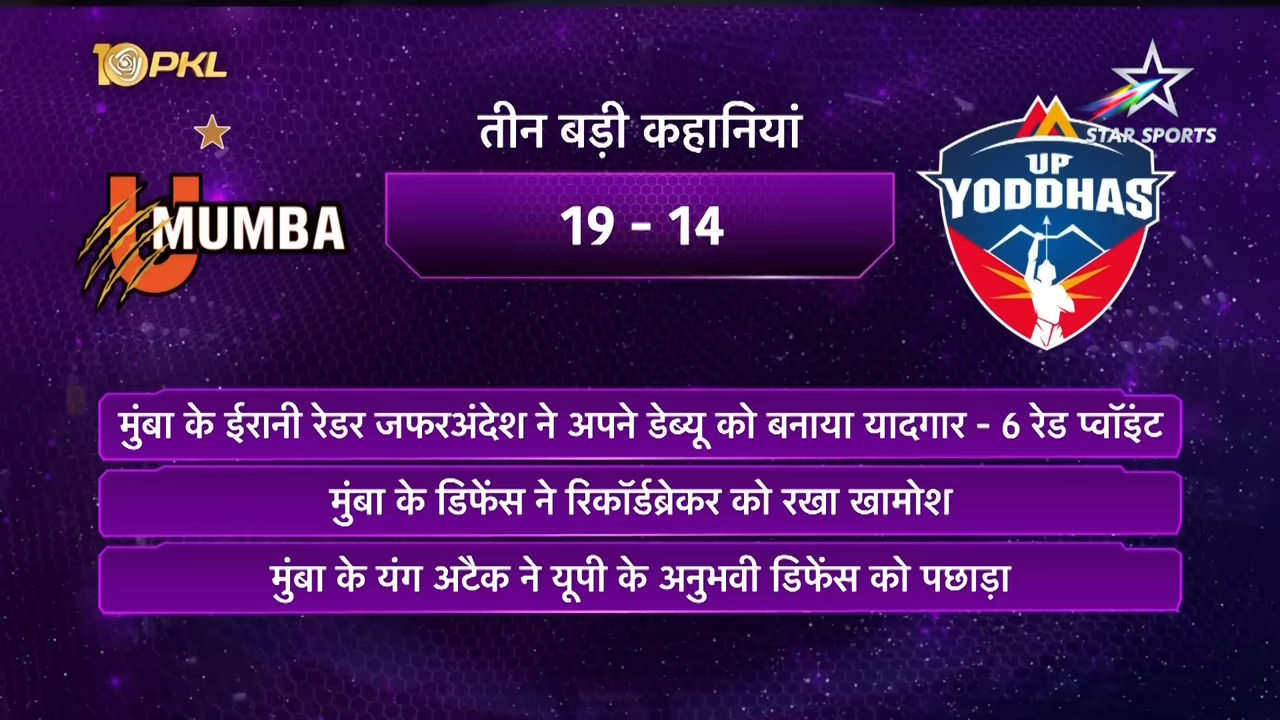 10 PKL
STAR SPORTS
तीन बड़ी कहानियां
U MUMBA
19 - 14
UP
YODDHAS
मुंबा के ईरानी रेडर जफरअंदेश ने अपने डेब्यू को बनाया यादगार - 6 रेड प्वॉइंट
मुंबा के डिफेंस ने रिकॉर्डब्रेकर को रखा खामोश
मुंबा के यंग अटैक ने यूपी के अनुभवी डिफेंस को पछाड़ा